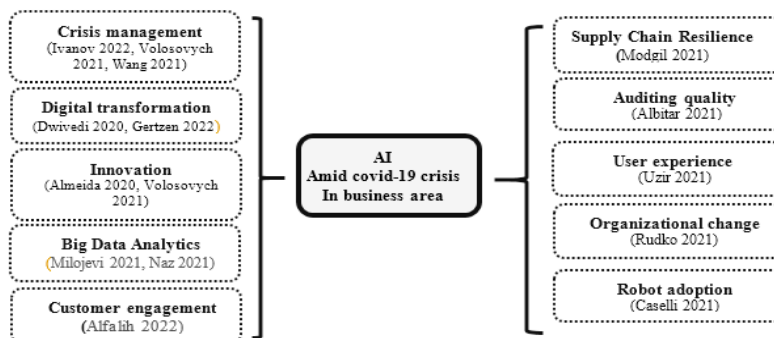 Crisis management
(Ivanov 2022, Volosovych
2021, Wang 2021)
Digital transformation
(Dwivedi 2020, Gertzen 2022)
Innovation
(Almeida 2020, Volosovych
2021)
Big Data Analytics
(Milojevi 2021, Naz 2021)
Customer engagement
(Alfalih 2022)
AI
Amid covid-19 crisis
In business area
Supply Chain Resilience
(Modgil 2021)
Auditing quality
(Albitar 2021)
User experience
(Uzir 2021)
Organizational change
(Rudko 2021)
Robot adoption
(Caselli 2021)